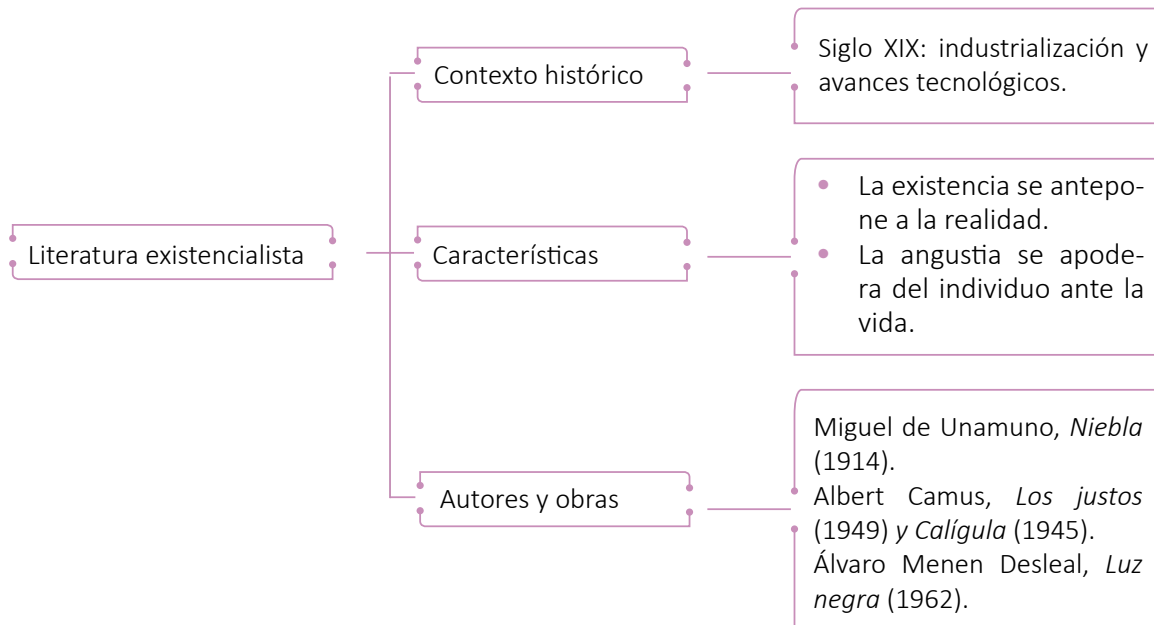 Literatura existencialista
Contexto histórico
Siglo XIX: industrialización y
avances tecnológicos.
Características
• La existencia se antepo-
ne a la realidad.
• La angustia se apode-
ra del individuo ante la
vida.
Autores y obras
Miguel de Unamuno, Niebla
(1914).
Albert Camus, Los justos
(1949) y Calígula (1945).
Álvaro Menen Desleal, Luz
negra (1962).